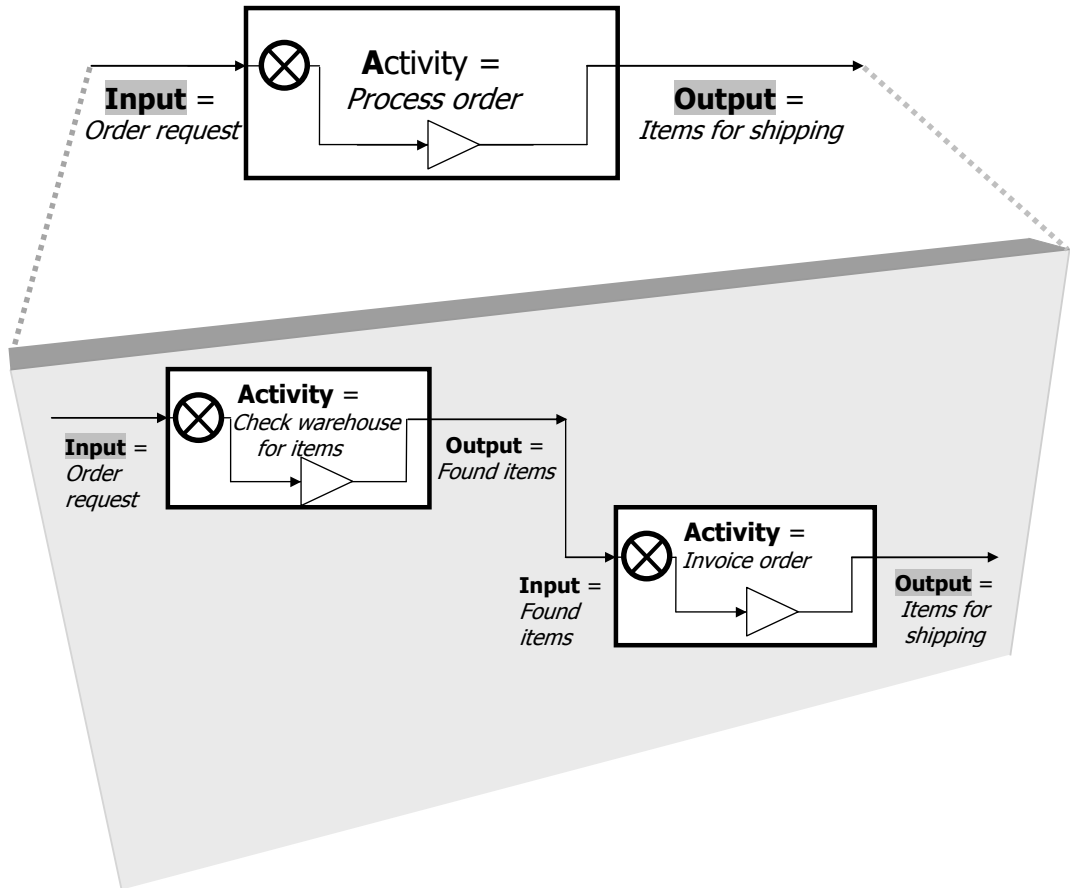 Activity =
Process order
Input =
Order request
Output =
Items for shipping
Activity =
Check warehouse
for items
Input =
Order
request
Output =
Found items
Activity =
Invoice order
Input =
Found
items
Output =
Items for
shipping